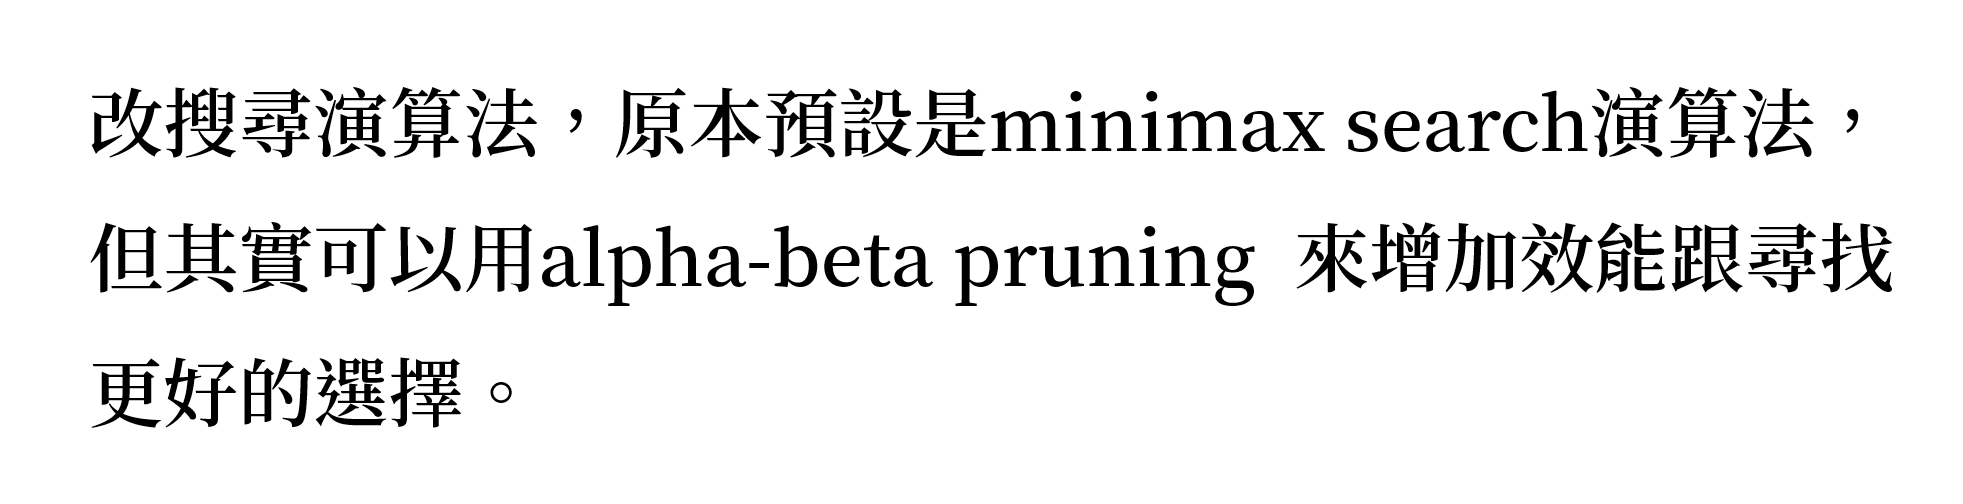 改搜尋演算法，原本預設是minimax search演算法，
但其實可以用alpha-beta pruning  來增加效能跟尋找
更好的選擇。